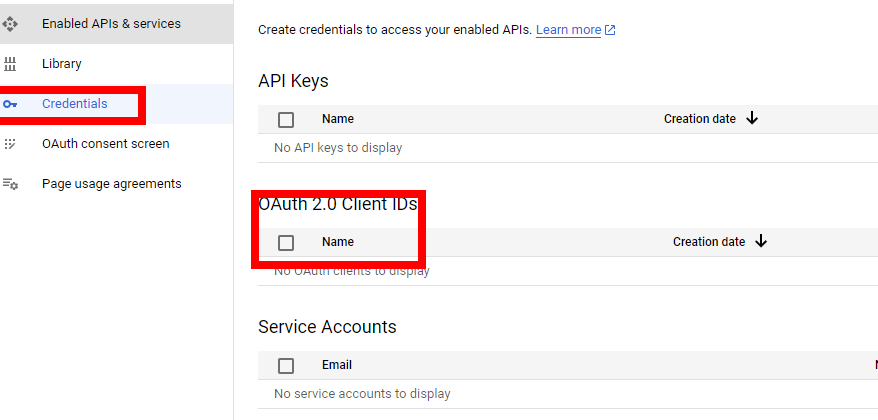 Enabled APIs & services
Library
Credentials
OAuth consent screen
Page usage agreements
Create credentials to access your enabled APIs. Learn more
API Keys
Name Creation date
No API keys to display
OAuth 2.0 Client IDs
Name Creation date
No OAuth clients to display
Service Accounts
Email
No service accounts to display